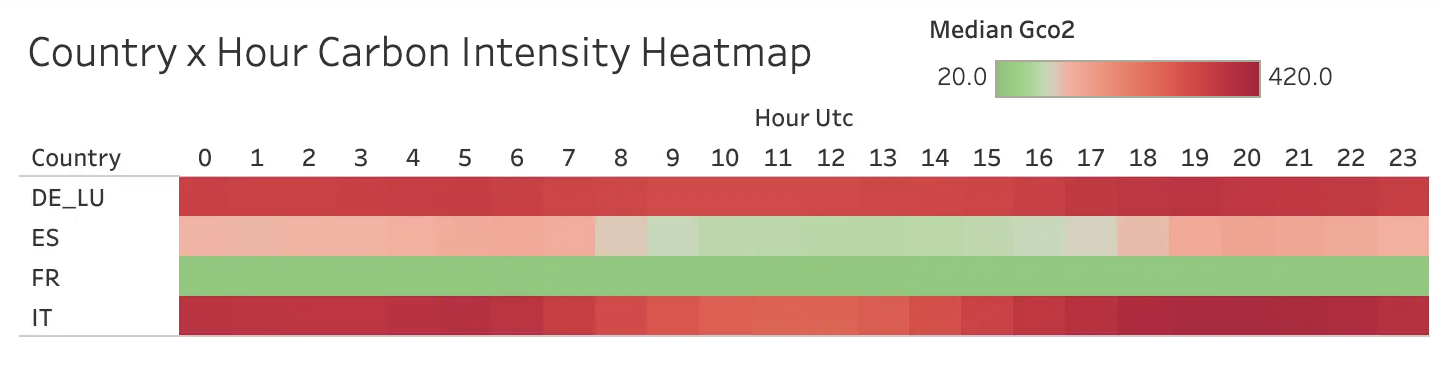 Country x Hour Carbon Intensity Heatmap
Median Gco2
20.0 420.0
Hour Utc
Country 0 1 2 3 4 5 6 7 8 9 10 11 12 13 14 15 16 17 18 19 20 21 22 23
DE_LU
ES
FR
IT